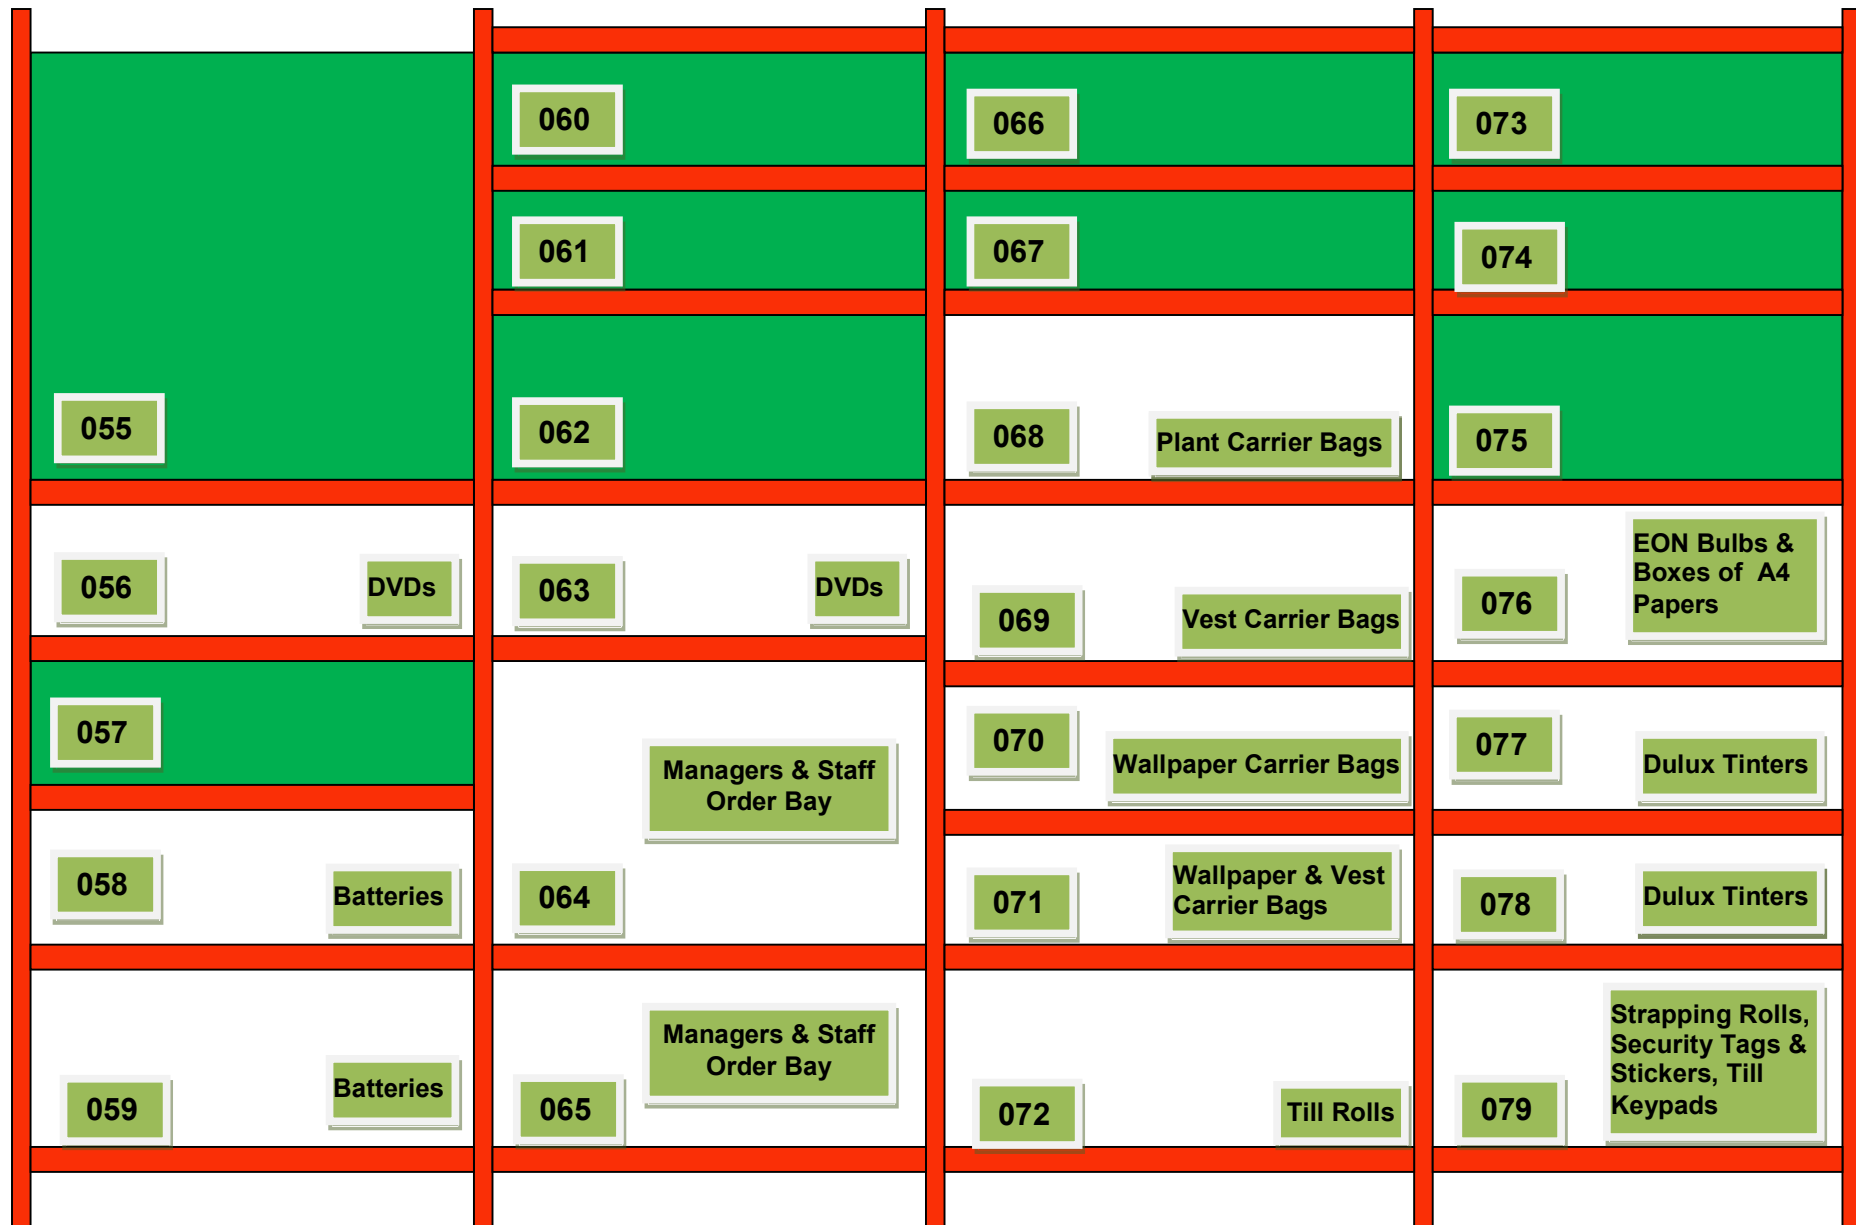 055
056
DVDs
057
058
Batteries
059
Batteries
060
061
062
063
DVDs
Managers & Staff
Order Bay
064
Managers & Staff
Order Bay
065
066
067
068
Plant Carrier Bags
069
Vest Carrier Bags
070
Wallpaper Carrier Bags
071
Wallpaper & Vest
Carrier Bags
072
Till Rolls
073
074
075
076
EON Bulbs &
Boxes of  A4
Papers
077
Dulux Tinters
078
Dulux Tinters
079
Strapping Rolls,
Security Tags &
Stickers, Till
Keypads